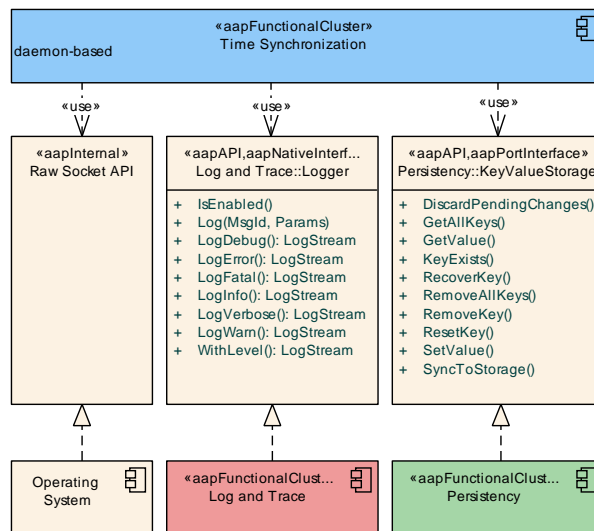 «aapFunctionalCluster»
Time Synchronization
daemon-based
«use»
«use»
«use»
«aapInternal»
Raw Socket API
«aapAPI,aapNativeInterf...
Log and Trace::Logger
+ IsEnabled()
+ Log(MsgId, Params)
+ LogDebug(): LogStream
+ LogError(): LogStream
+ LogFatal(): LogStream
+ LogInfo(): LogStream
+ LogVerbose(): LogStream
+ LogWarn(): LogStream
+ WithLevel(): LogStream
«aapAPI,aapPortInterface»
Persistency::KeyValueStorage
+ DiscardPendingChanges()
+ GetAllKeys()
+ GetValue()
+ KeyExists()
+ RecoverKey()
+ RemoveAllKeys()
+ RemoveKey()
+ ResetKey()
+ SetValue()
+ SyncToStorage()
Operating
System
«aapFunctionalClust...
Log and Trace
«aapFunctionalClust...
Persistency